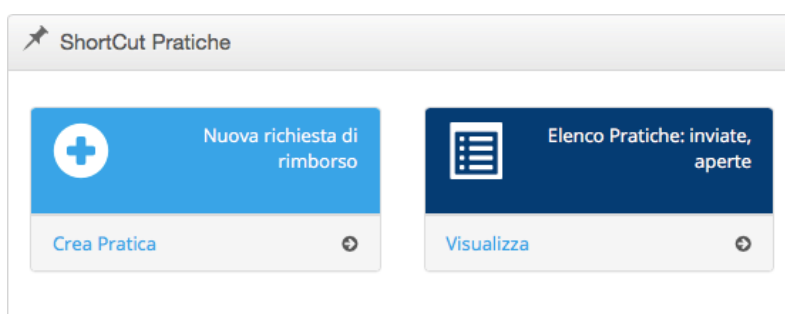 ShortCut Pratiche
Nuova richiesta di
rimborso
Crea Pratica
Elenco Pratiche: inviate,
aperte
Visualizza